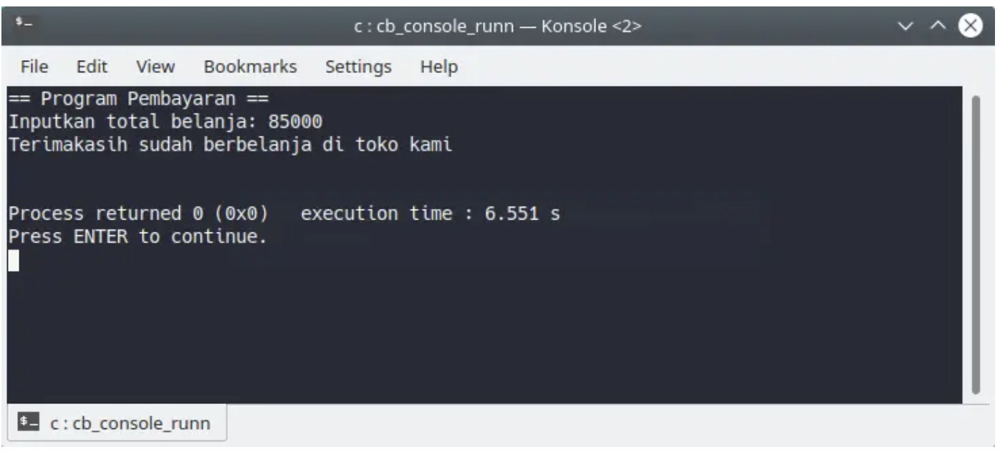 c : cb_console_runn — Konsole <2>
File Edit View Bookmarks Settings Help
== Program Pembayaran ==
Inputkan total belanja: 85000
Terimakasih sudah berbelanja di toko kami
Process returned 0 (0x0)   execution time : 6.551 s
Press ENTER to continue.
c : cb_console_runn